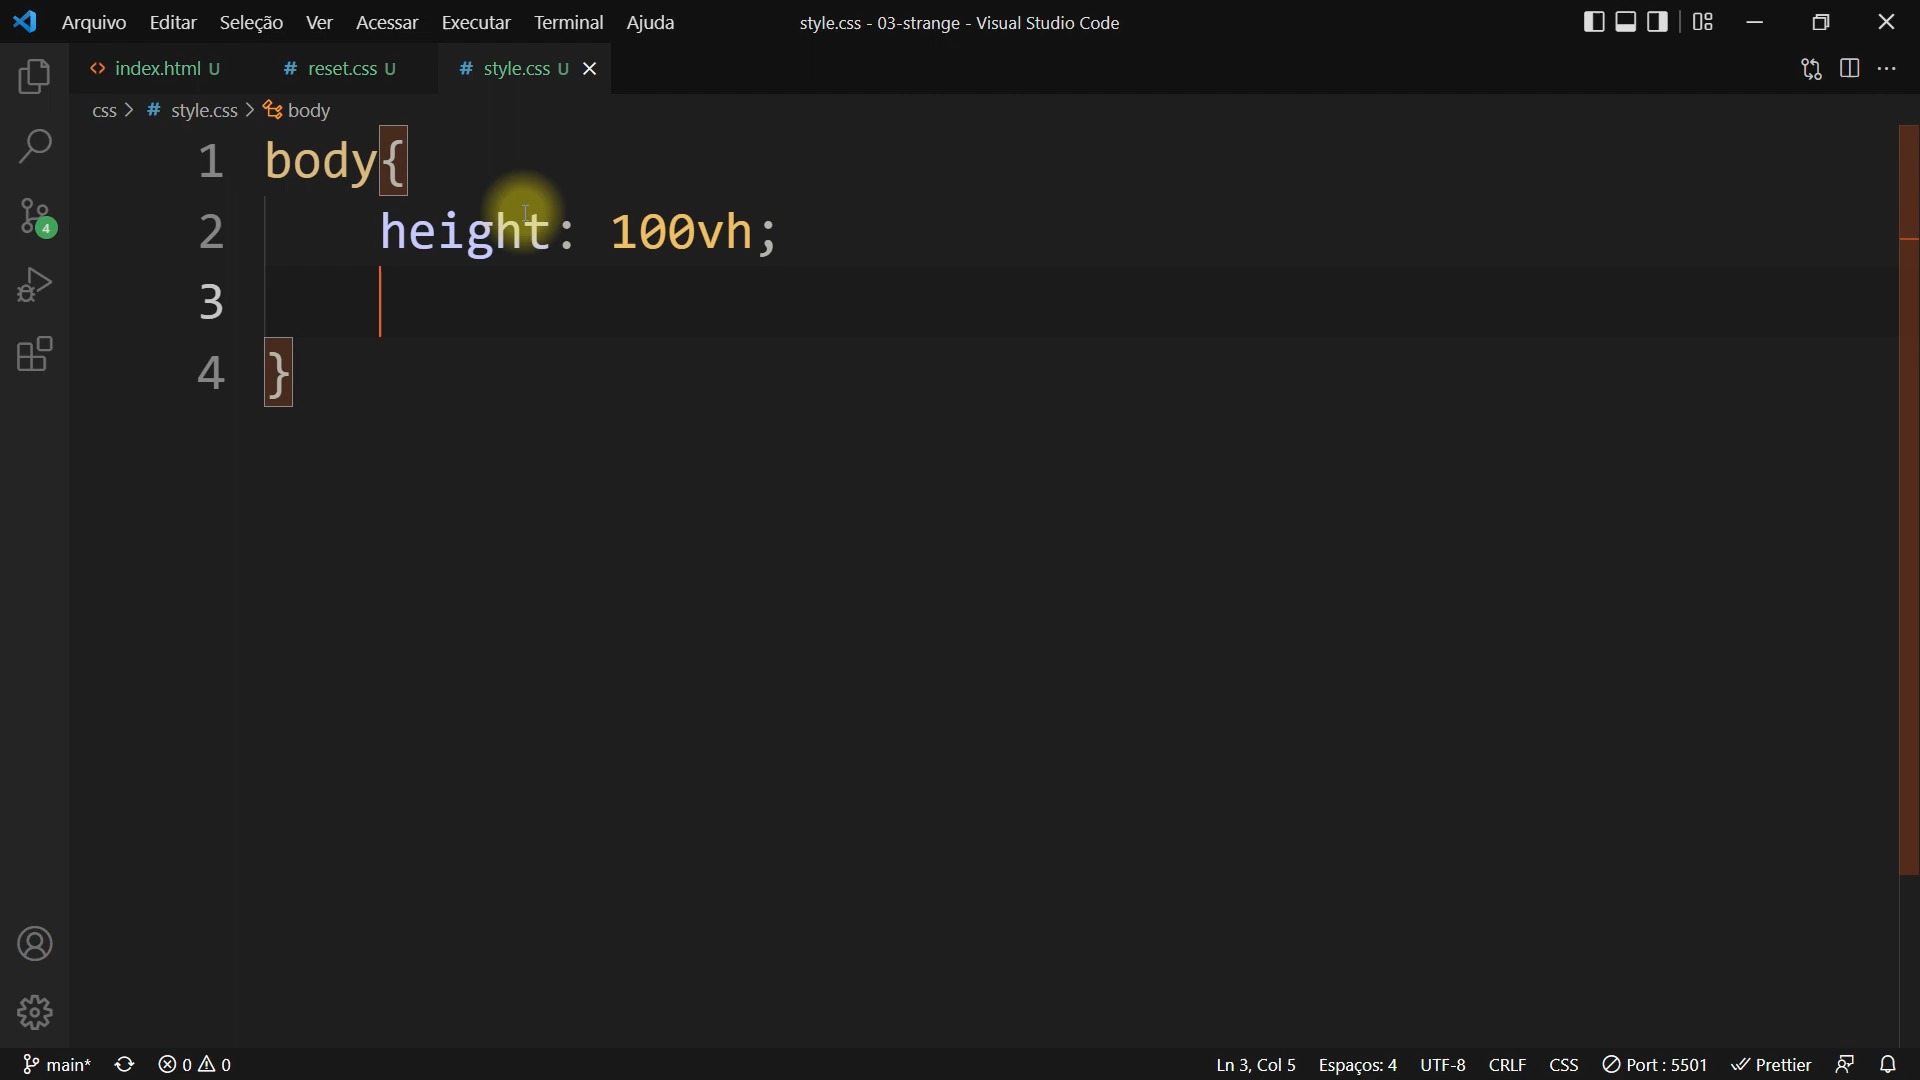 Arquivo Editar Seleção Ver Acessar Executar Terminal Ajuda style.css - 03-strange - Visual Studio Code
index.html U # reset.css U # style.css U
css > # style.css > body
1 body{
2 height: 100vh;
3
4 }
4
main* 0 0 Ln 3, Col 5 Espaços: 4 UTF-8 CRLF CSS Port : 5501 Prettier